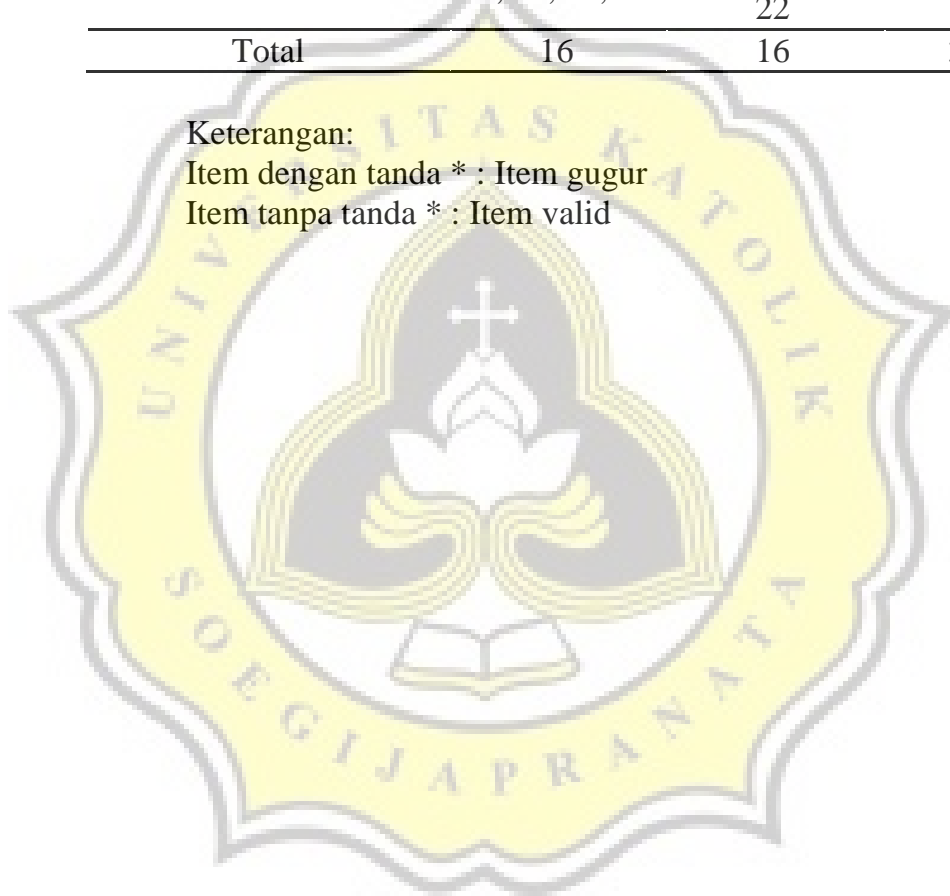 22
Total 16 16
Keterangan:
Item dengan tanda * : Item gugur
Item tanpa tanda * : Item valid
UNIVERSITAS KATOLIK
SOEGIJAPRANATA